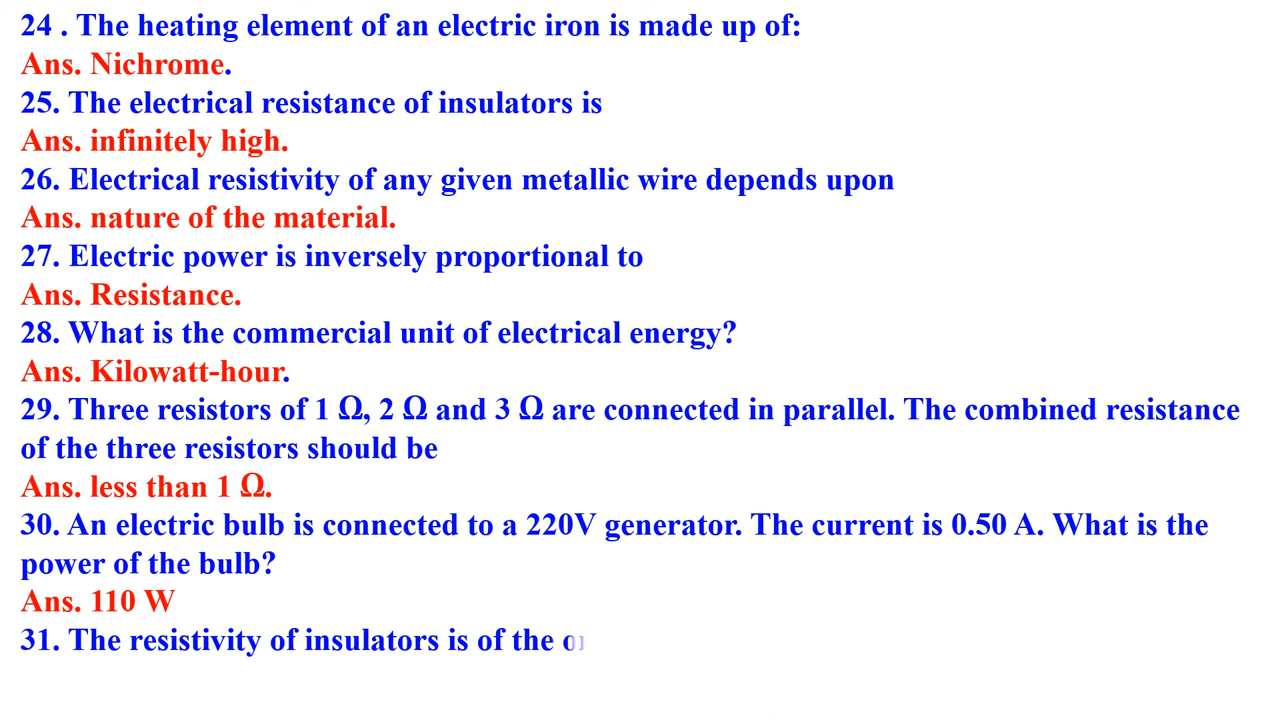 24 . The heating element of an electric iron is made up of:
Ans. Nichrome.
25. The electrical resistance of insulators is
Ans. infinitely high.
26. Electrical resistivity of any given metallic wire depends upon
Ans. nature of the material.
27. Electric power is inversely proportional to
Ans. Resistance.
28. What is the commercial unit of electrical energy?
Ans. Kilowatt-hour.
29. Three resistors of 1 Ω, 2 Ω and 3 Ω are connected in parallel. The combined resistance
of the three resistors should be
Ans. less than 1 Ω.
30. An electric bulb is connected to a 220V generator. The current is 0.50 A. What is the
power of the bulb?
Ans. 110 W
31. The resistivity of insulators is of the